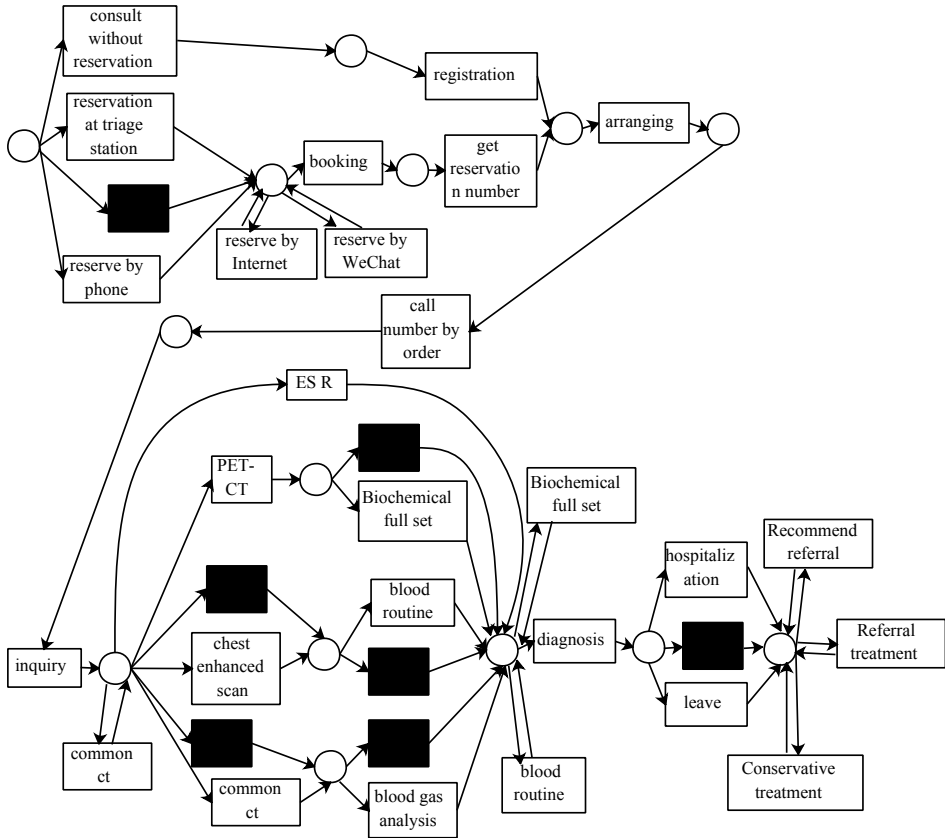 consult
without
reservation
registration
reservation
at triage
station
arranging
booking
get
reservatio
n number
reserve by
phone
reserve by
Internet
reserve by
WeChat
call
number by
order
ES R
PET-
CT
Biochemical
full set
Biochemical
full set
Recommend
referral
hospitaliz
ation
blood
routine
inquiry
chest
enhanced
scan
diagnosis
Referral
treatment
leave
common
ct
common
ct
blood gas
analysis
blood
routine
Conservative
treatment